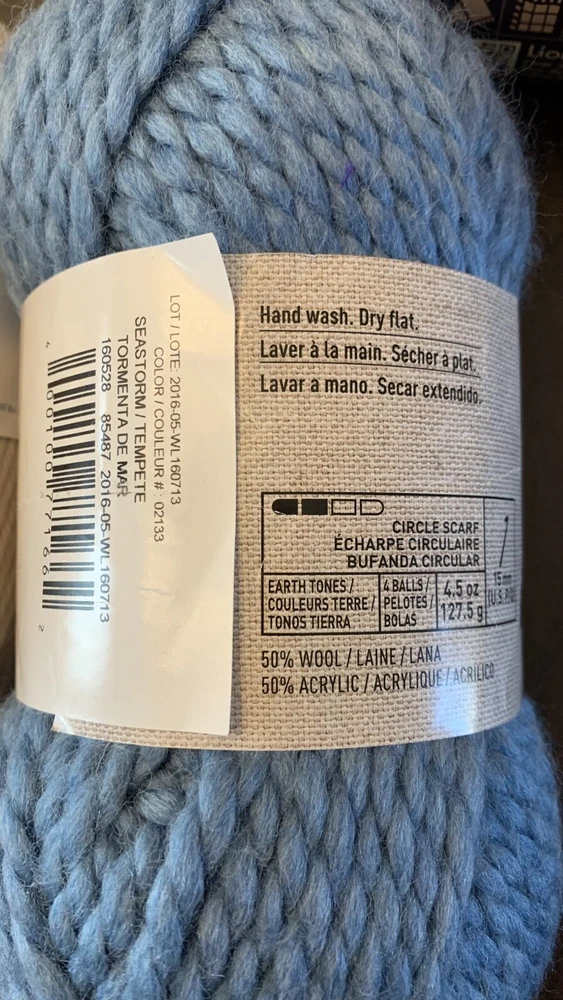 Hand wash. Dry flat.
Laver à la main. Sécher à plat.
Lavar a mano. Secar extendido.
CIRCLE SCARF
ÉCHARPE CIRCULAIRE
BUFANDA CIRCULAR
15 mm
EARTH TONES /
COULEURS TERRE /
TONOS TIERRA
4 BALLS /
PELOTES /
BOLAS
4.5 oz
127.5 g
50% WOOL / LAINE / LANA
50% ACRYLIC / ACRYLIQUE / ACRILICO
LOT / LOTE: 2016-05-WL160713
COLOR / COULEUR # : 02133
SEASTORM / TEMPETE
TORMENTA DE MAR
160528 85487 2016-05-WL160713